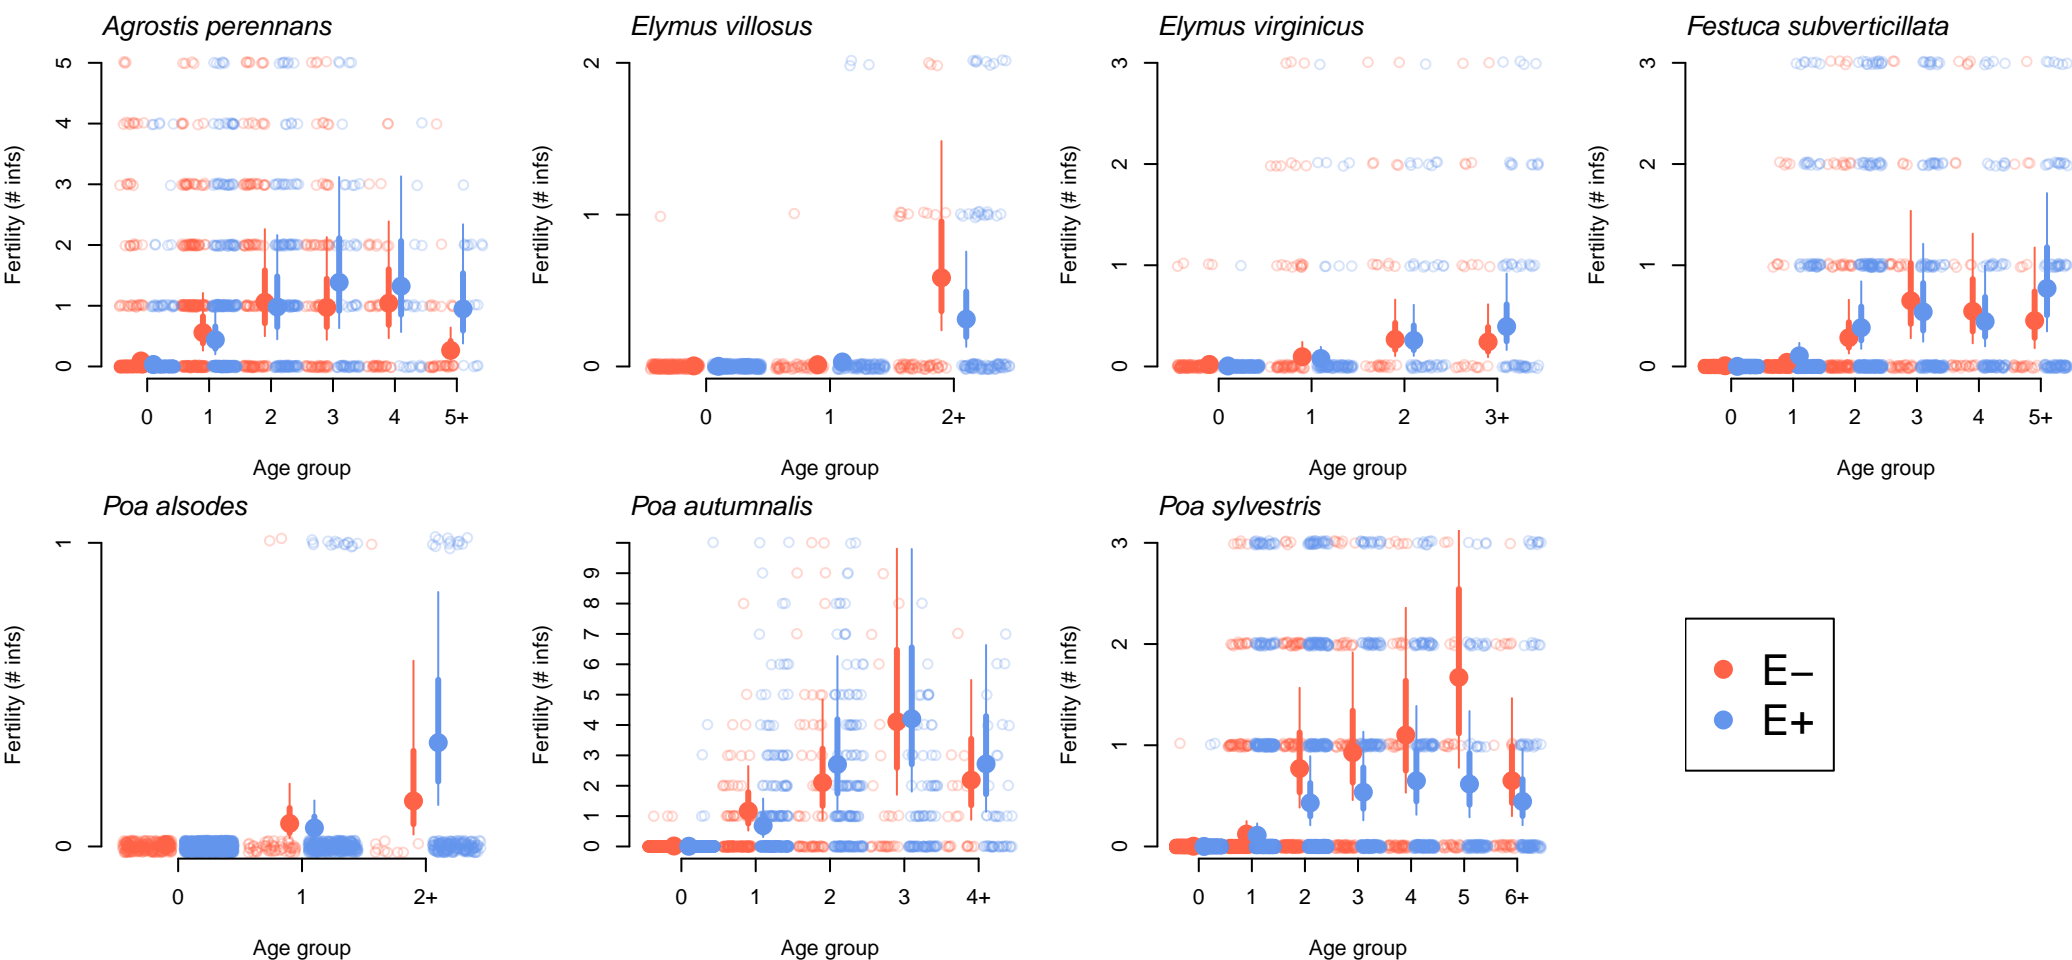 Agrostis perennans
Fertility (# infs)
5
4
3
2
1
0
0 1 2 3 4 5+
Age group
Elymus villosus
Fertility (# infs)
2
1
0
0 1 2+
Age group
Elymus virginicus
Fertility (# infs)
3
2
1
0
0 1 2 3+
Age group
Festuca subverticillata
Fertility (# infs)
3
2
1
0
0 1 2 3 4 5+
Age group
Poa alsodes
Fertility (# infs)
1
0
0 1 2+
Age group
Poa autumnalis
Fertility (# infs)
9
8
7
6
5
4
3
2
1
0
0 1 2 3 4+
Age group
Poa sylvestris
Fertility (# infs)
3
2
1
0
0 1 2 3 4 5 6+
Age group
E−
E+